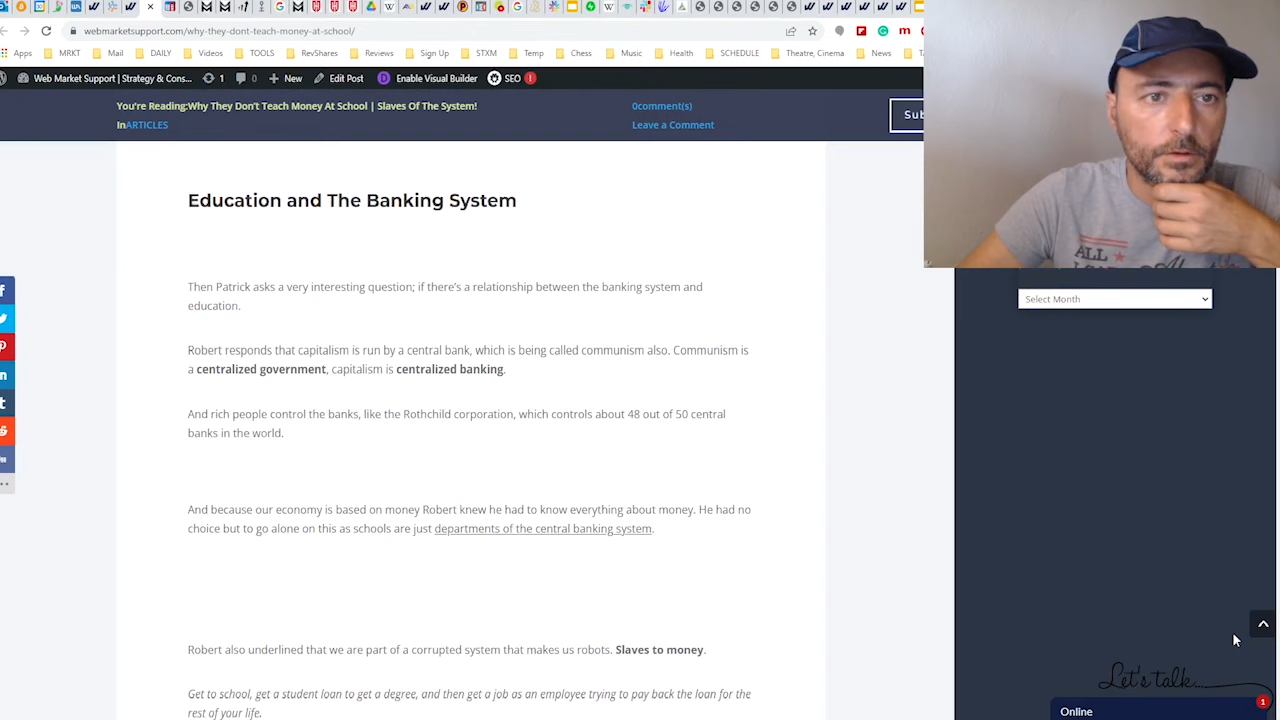 webmarketsupport.com/why-they-dont-teach-money-at-school/
Apps MRKT Mail DAILY Videos TOOLS RevShares Reviews Sign Up STXM Temp Chess Music Health SCHEDULE Theatre, Cinema News
Web Market Support | Strategy & Cons... 1 0 New Edit Post Enable Visual Builder SEO !
You're Reading:Why They Don't Teach Money At School | Slaves Of The System!
InARTICLES
0comment(s)
Leave a Comment
Education and The Banking System
Then Patrick asks a very interesting question; if there's a relationship between the banking system and
education.
Robert responds that capitalism is run by a central bank, which is being called communism also. Communism is
a centralized government, capitalism is centralized banking.
And rich people control the banks, like the Rothchild corporation, which controls about 48 out of 50 central
banks in the world.
And because our economy is based on money Robert knew he had to know everything about money. He had no
choice but to go alone on this as schools are just departments of the central banking system.
Robert also underlined that we are part of a corrupted system that makes us robots. Slaves to money.
Get to school, get a student loan to get a degree, and then get a job as an employee trying to pay back the loan for the
rest of your life.
Select Month
ALL
Let's talk...
1
Online